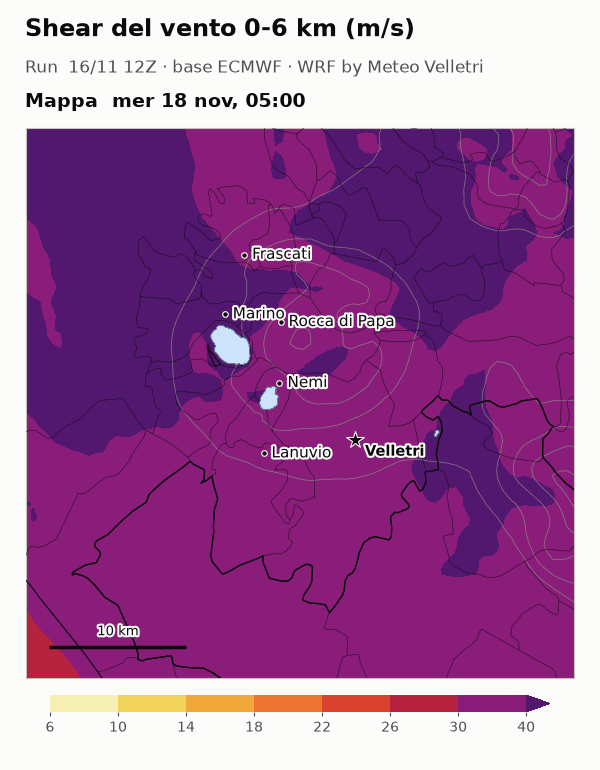 Shear del vento 0-6 km (m/s)
Run  16/11 12Z · base ECMWF · WRF by Meteo Velletri
Mappa  mer 18 nov, 05:00
Frascati
Marino
Rocca di Papa
Nemi
Velletri
Lanuvio
10 km
6 10 14 18 22 26 30 40